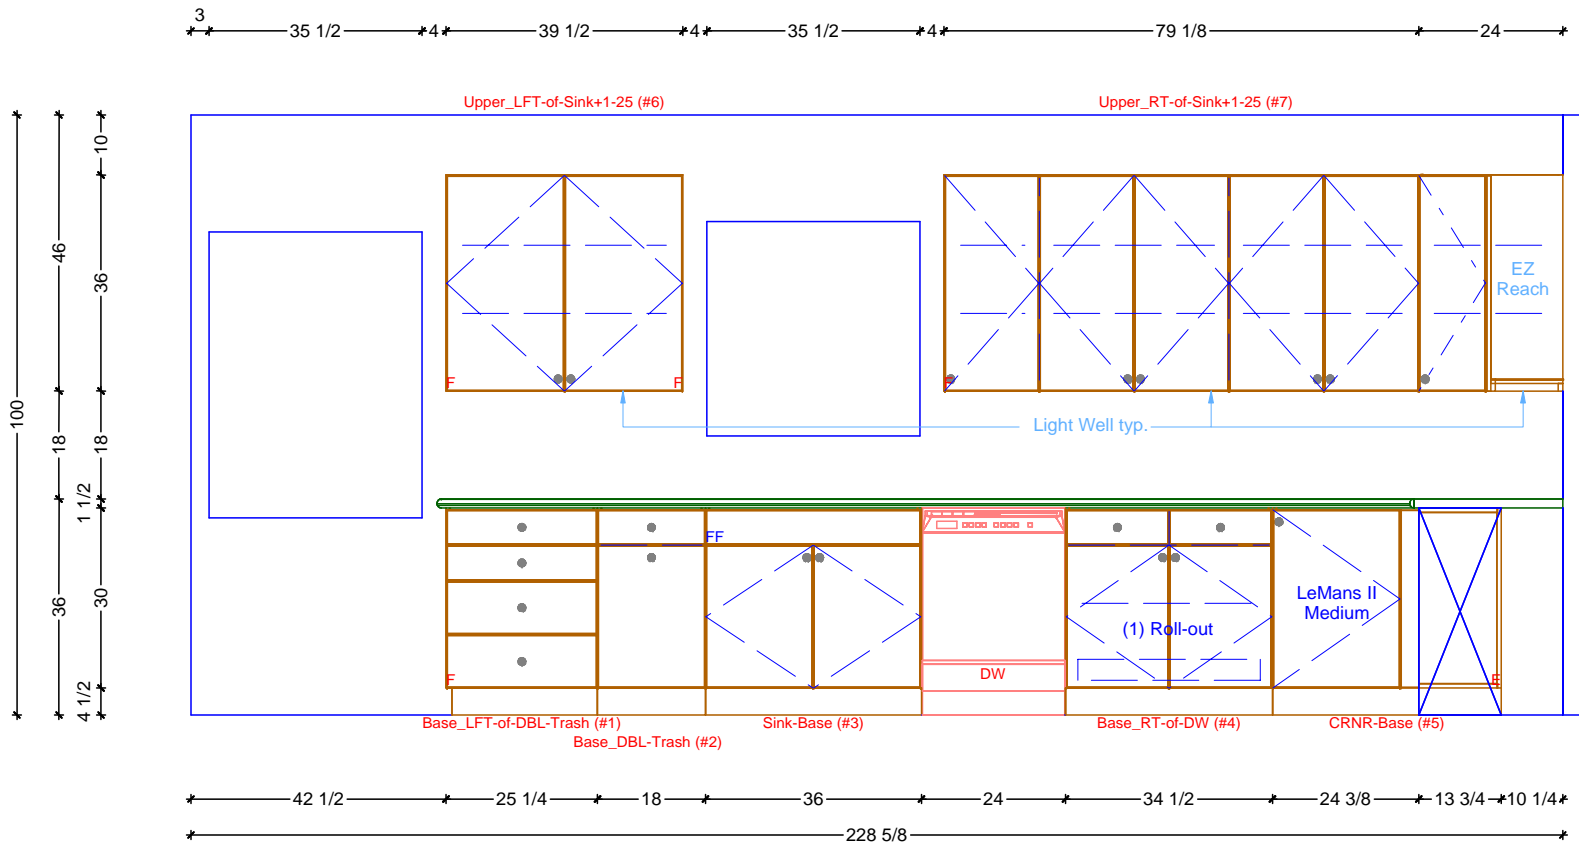 3
35 1/2
4
39 1/2
4
35 1/2
4
79 1/8
24
Upper_LFT-of-Sink+1-25 (#6)
Upper_RT-of-Sink+1-25 (#7)
10
46
36
EZ
Reach
F
F
F
100
18
18
Light Well typ.
1 1/2
FF
36
30
LeMans II
Medium
(1) Roll-out
DW
F
E
4 1/2
Base_LFT-of-DBL-Trash (#1)
Sink-Base (#3)
Base_RT-of-DW (#4)
CRNR-Base (#5)
Base_DBL-Trash (#2)
42 1/2
25 1/4
18
36
24
34 1/2
24 3/8
13 3/4
10 1/4
228 5/8